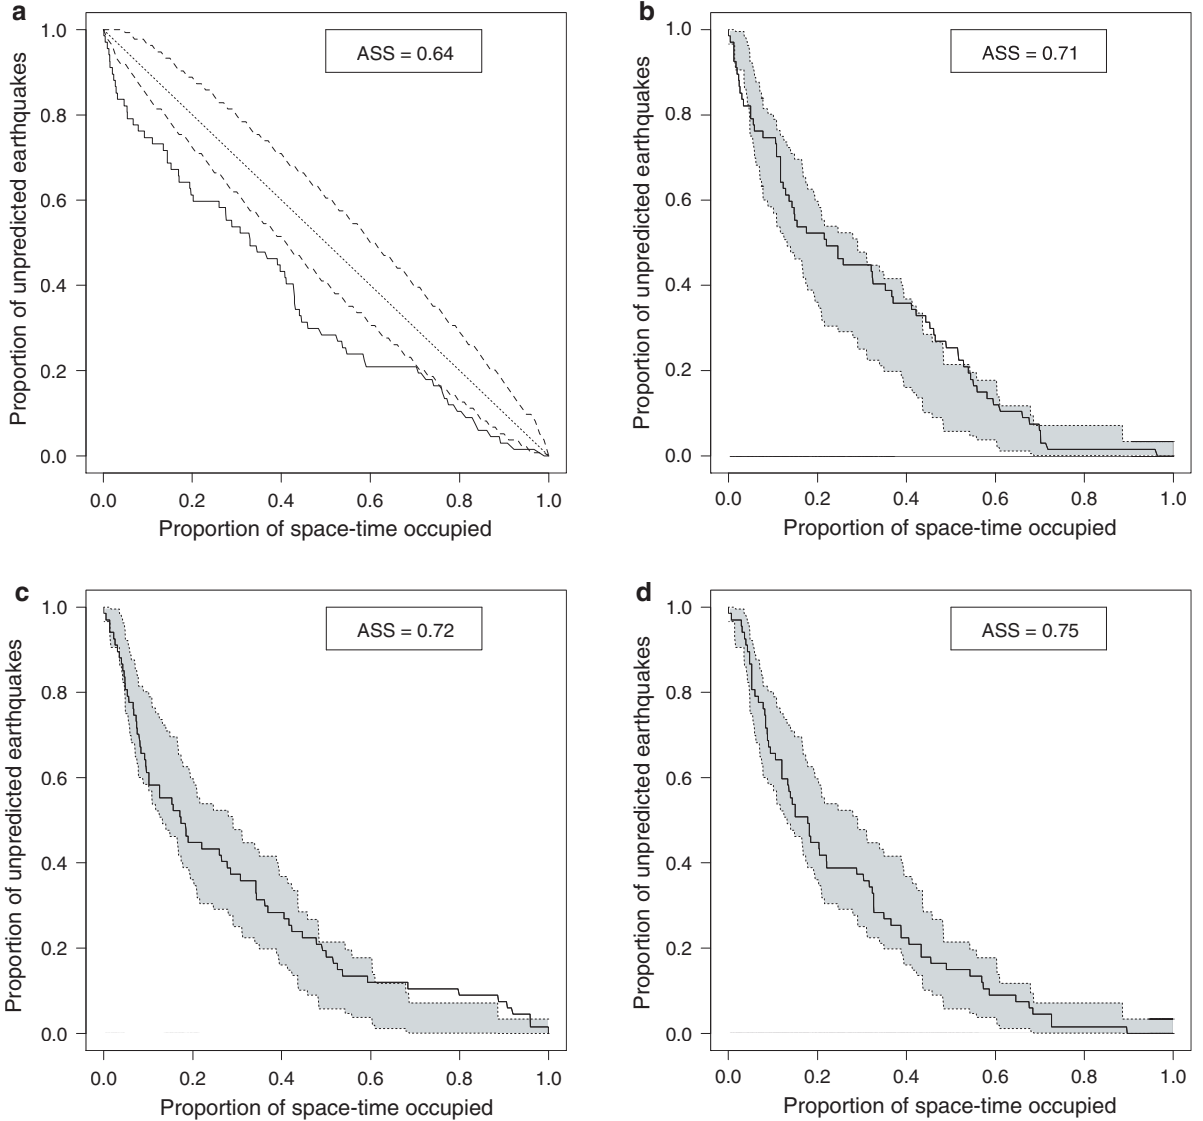 a
ASS = 0.64
Proportion of unpredicted earthquakes
1.0
0.8
0.6
0.4
0.2
0.0
0.0 0.2 0.4 0.6 0.8 1.0
Proportion of space-time occupied
b
ASS = 0.71
Proportion of unpredicted earthquakes
1.0
0.8
0.6
0.4
0.2
0.0
0.0 0.2 0.4 0.6 0.8 1.0
Proportion of space-time occupied
c
ASS = 0.72
Proportion of unpredicted earthquakes
1.0
0.8
0.6
0.4
0.2
0.0
0.0 0.2 0.4 0.6 0.8 1.0
Proportion of space-time occupied
d
ASS = 0.75
Proportion of unpredicted earthquakes
1.0
0.8
0.6
0.4
0.2
0.0
0.0 0.2 0.4 0.6 0.8 1.0
Proportion of space-time occupied